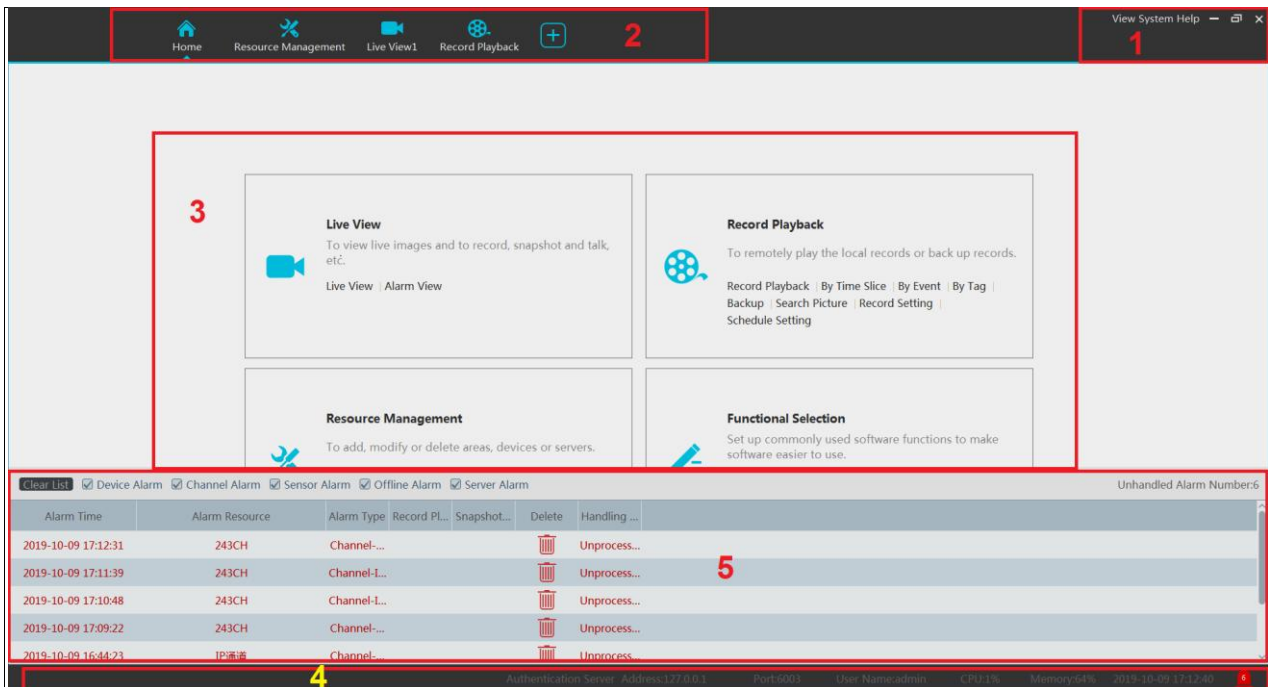 View System Help
1
Home Resource Management Live View1 Record Playback
2
3
Live View
To view live images and to record, snapshot and talk,
etc.
Live View | Alarm View
Record Playback
To remotely play the local records or back up records.
Record Playback | By Time Slice | By Event | By Tag |
Backup | Search Picture | Record Setting |
Schedule Setting
Resource Management
To add, modify or delete areas, devices or servers.
Functional Selection
Set up commonly used software functions to make
software easier to use.
Clear List Device Alarm Channel Alarm Sensor Alarm Offline Alarm Server Alarm Unhandled Alarm Number:6
Alarm Time Alarm Resource Alarm Type Record Pl... Snapshot... Delete Handling ...
2019-10-09 17:12:31 243CH Channel-... Unprocess...
2019-10-09 17:11:39 243CH Channel-I... Unprocess...
5
2019-10-09 17:10:48 243CH Channel-I... Unprocess...
2019-10-09 17:09:22 243CH Channel-... Unprocess...
2019-10-09 16:44:23 IP通道 Channel-... Unprocess...
4
Authentication Server Address:127.0.0.1 Port:6003 User Name:admin CPU:1% Memory:64% 2019-10-09 17:12:40 6